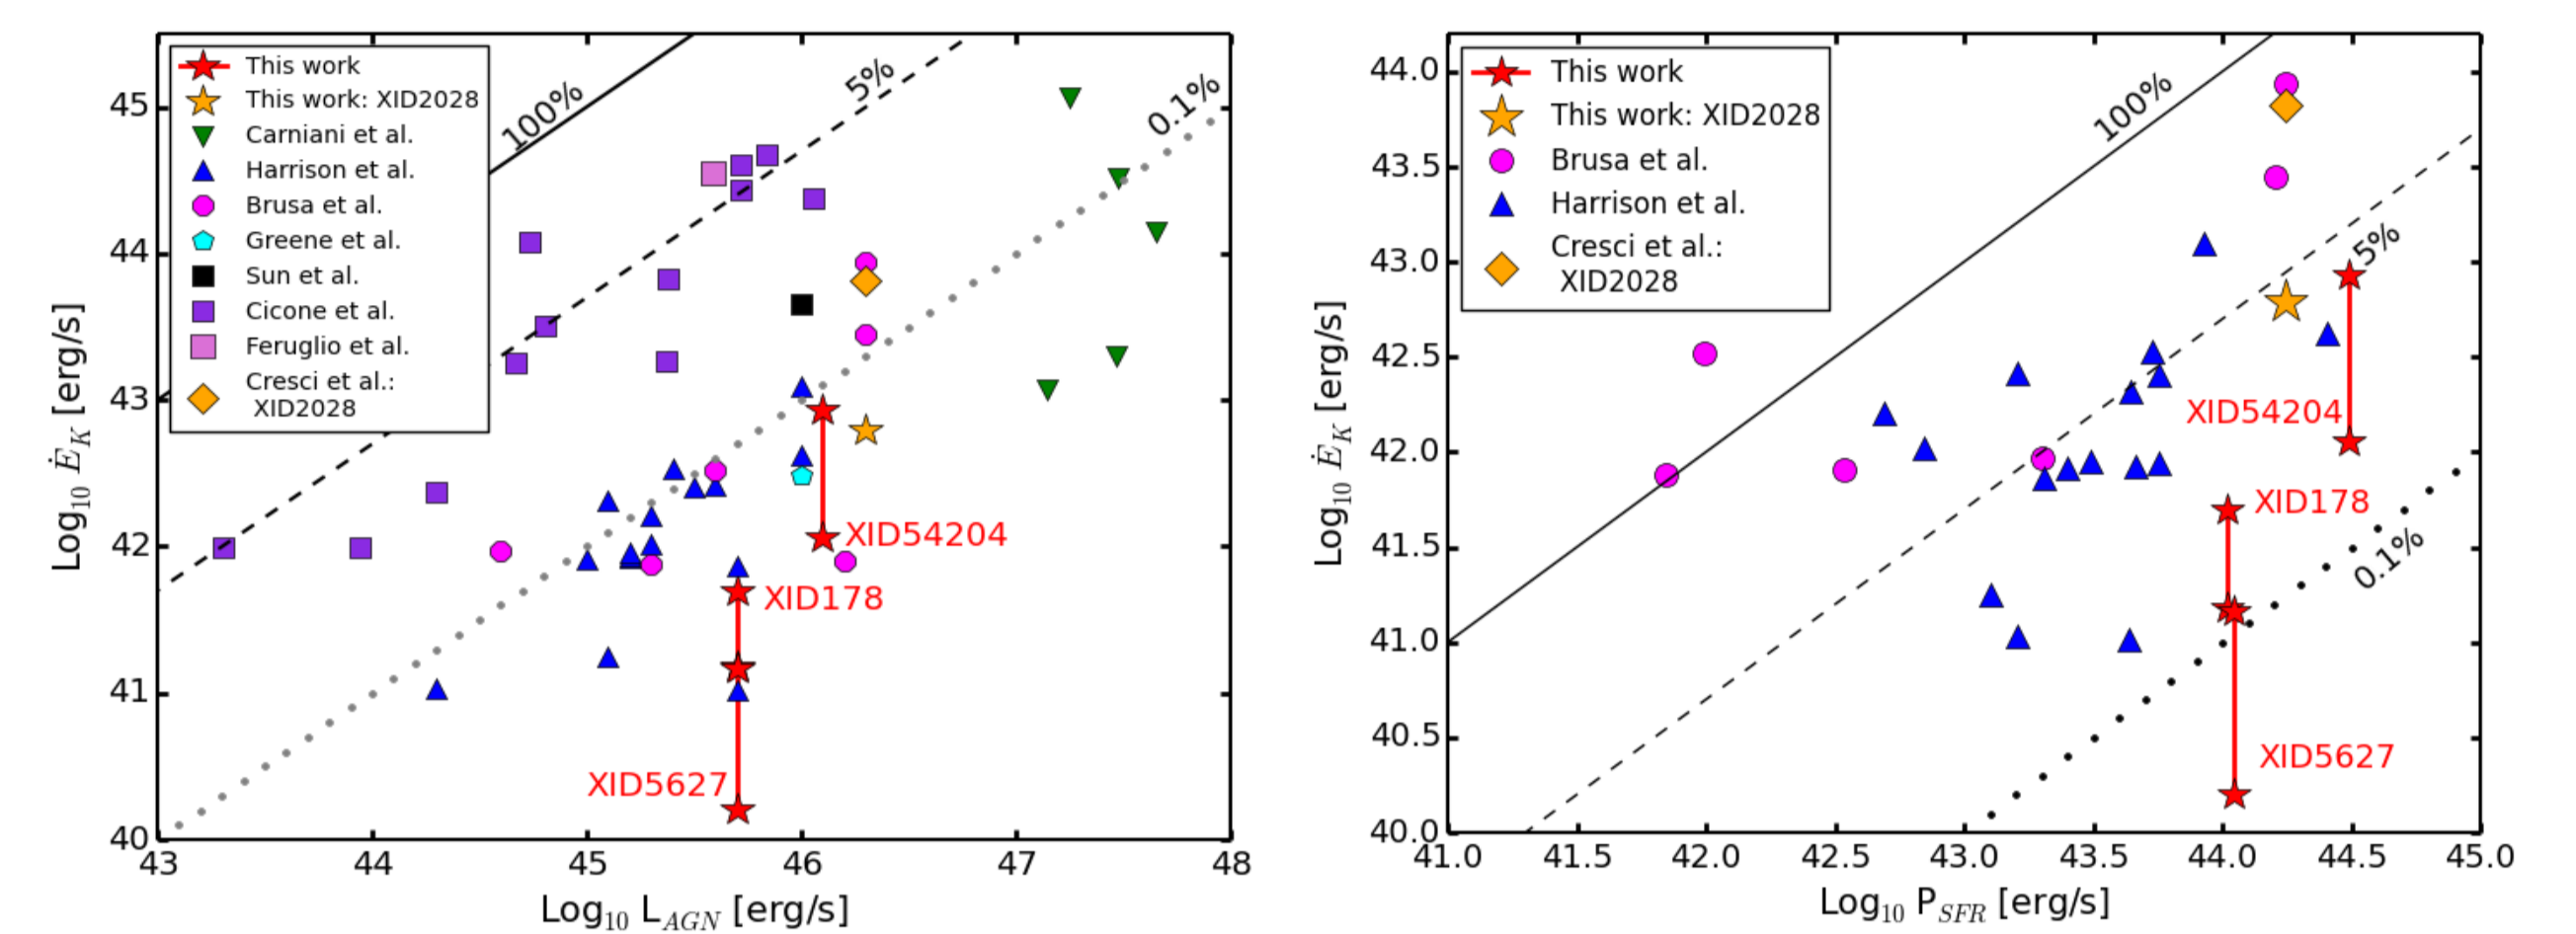 This work
This work: XID2028
Carniani et al.
Harrison et al.
Brusa et al.
Greene et al.
Sun et al.
Cicone et al.
Feruglio et al.
Cresci et al.:
XID2028
100%
5%
0.1%
XID54204
XID178
XID5627
45
44
43
42
41
40
43 44 45 46 47 48
Log₁₀ Ė_K [erg/s]
Log₁₀ L_AGN [erg/s]
This work
This work: XID2028
Brusa et al.
Harrison et al.
Cresci et al.:
XID2028
100%
5%
0.1%
XID54204
XID178
XID5627
44.0
43.5
43.0
42.5
42.0
41.5
41.0
40.5
40.0
41.0 41.5 42.0 42.5 43.0 43.5 44.0 44.5 45.0
Log₁₀ Ė_K [erg/s]
Log₁₀ P_SFR [erg/s]